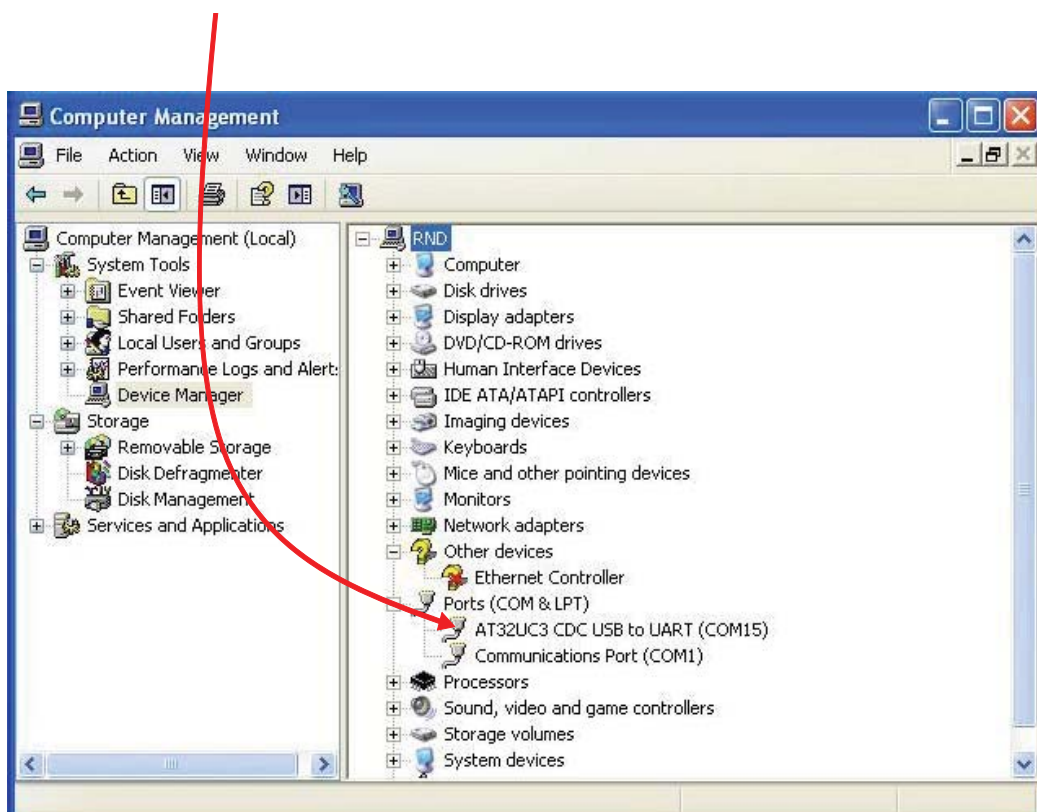 Computer Management
File Action View Window Help
Computer Management (Local)
System Tools
Event Viewer
Shared Folders
Local Users and Groups
Performance Logs and Alert:
Device Manager
Storage
Removable Storage
Disk Defragmenter
Disk Management
Services and Applications
RND
Computer
Disk drives
Display adapters
DVD/CD-ROM drives
Human Interface Devices
IDE ATA/ATAPI controllers
Imaging devices
Keyboards
Mice and other pointing devices
Monitors
Network adapters
Other devices
Ethernet Controller
Ports (COM & LPT)
AT32UC3 CDC USB to UART (COM15)
Communications Port (COM1)
Processors
Sound, video and game controllers
Storage volumes
System devices